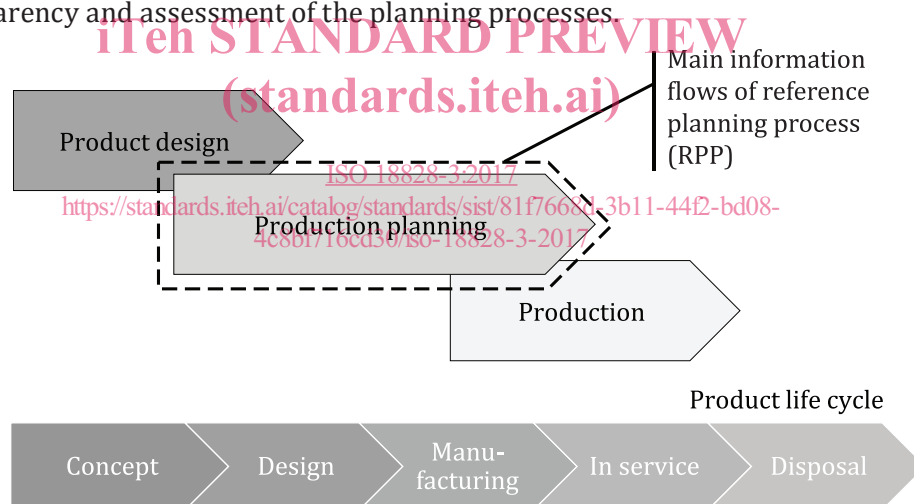 arency and assessment of the planning processes.
iTeh STANDARD PREVIEW
(standards.iteh.ai)
Main information
flows of reference
planning process
(RPP)
Product design
ISO 18828-3:2017
https://standards.iteh.ai/catalog/standards/sist/81f7668d-3b11-44f2-bd08-
Production planning
4c8bf716cd30/iso-18828-3-2017
Production
Product life cycle
Concept
Design
Manu-
facturing
In service
Disposal